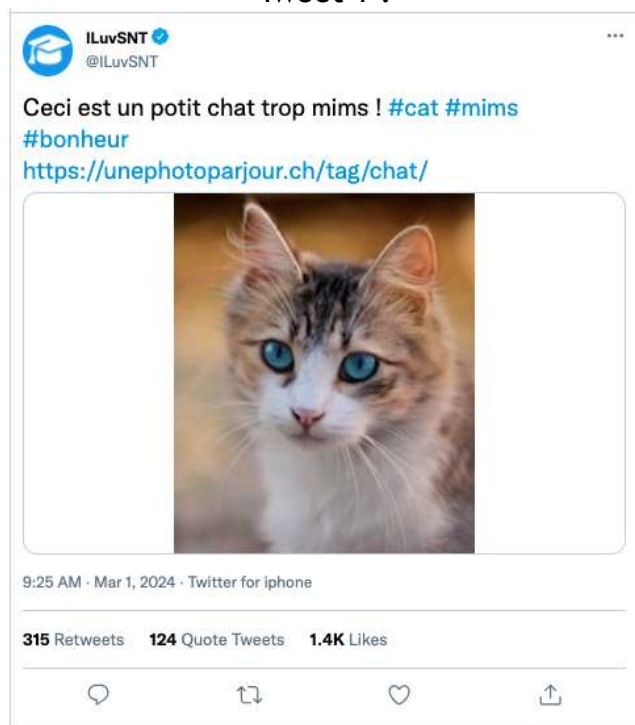 ILuvSNT
@ILuvSNT
Ceci est un potit chat trop mims ! #cat #mims
#bonheur
https://unephotoparjour.ch/tag/chat/
9:25 AM · Mar 1, 2024 · Twitter for iphone
315 Retweets 124 Quote Tweets 1.4K Likes